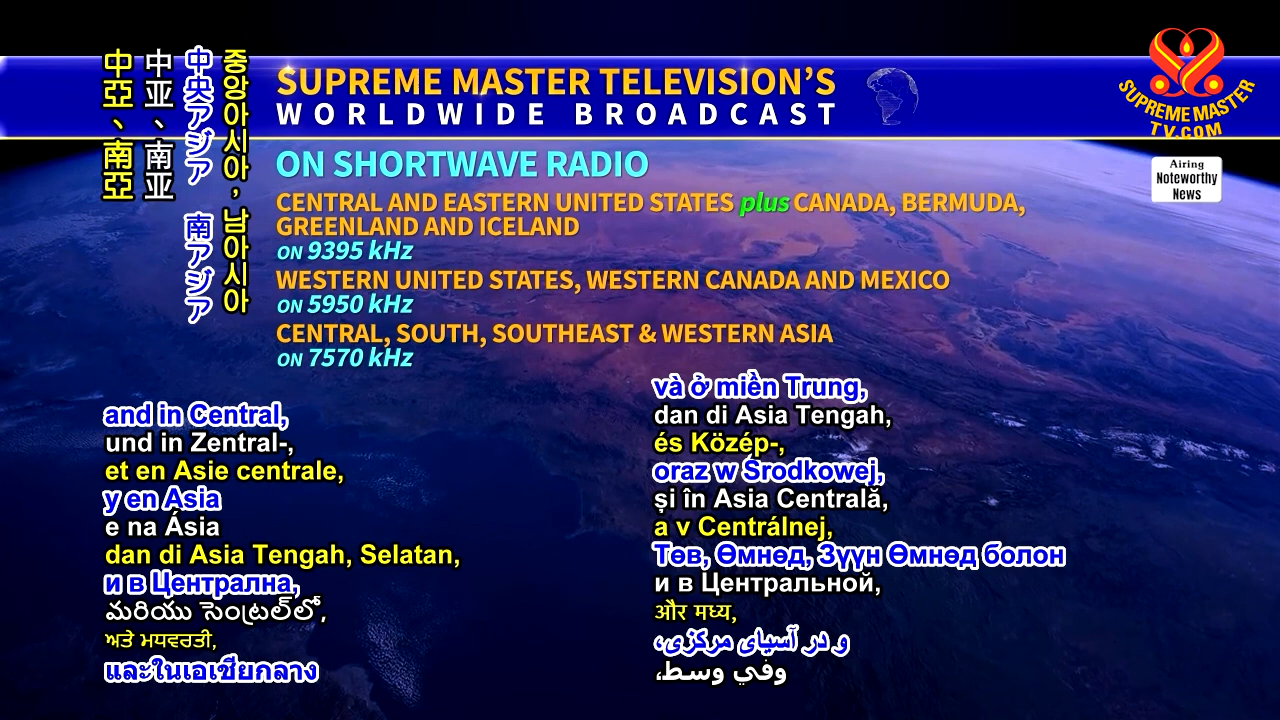 中亞、南亞
中亚、南亚
中央アジア 南アジア
중앙아시아, 남아시아
SUPREME MASTER TELEVISION'S
WORLDWIDE BROADCAST
SUPREME MASTER
TV.COM
ON SHORTWAVE RADIO
Airing
Noteworthy
News
CENTRAL AND EASTERN UNITED STATES plus CANADA, BERMUDA,
GREENLAND AND ICELAND
ON 9395 kHz
WESTERN UNITED STATES, WESTERN CANADA AND MEXICO
ON 5950 kHz
CENTRAL, SOUTH, SOUTHEAST & WESTERN ASIA
ON 7570 kHz
and in Central,
und in Zentral-,
et en Asie centrale,
y en Asia
e na Ásia
dan di Asia Tengah, Selatan,
и в Централна,
మరియు సెంట్రల్‌లో,
ਅਤੇ ਮਧਵਰਤੀ,
และในเอเชียกลาง
và ở miền Trung,
dan di Asia Tengah,
és Közép-,
oraz w Środkowej,
și în Asia Centrală,
a v Centrálnej,
Төв, Өмнөд, Зүүн Өмнөд болон
и в Центральной,
और मध्य,
و در آسیای مرکزی،
وفي وسط،